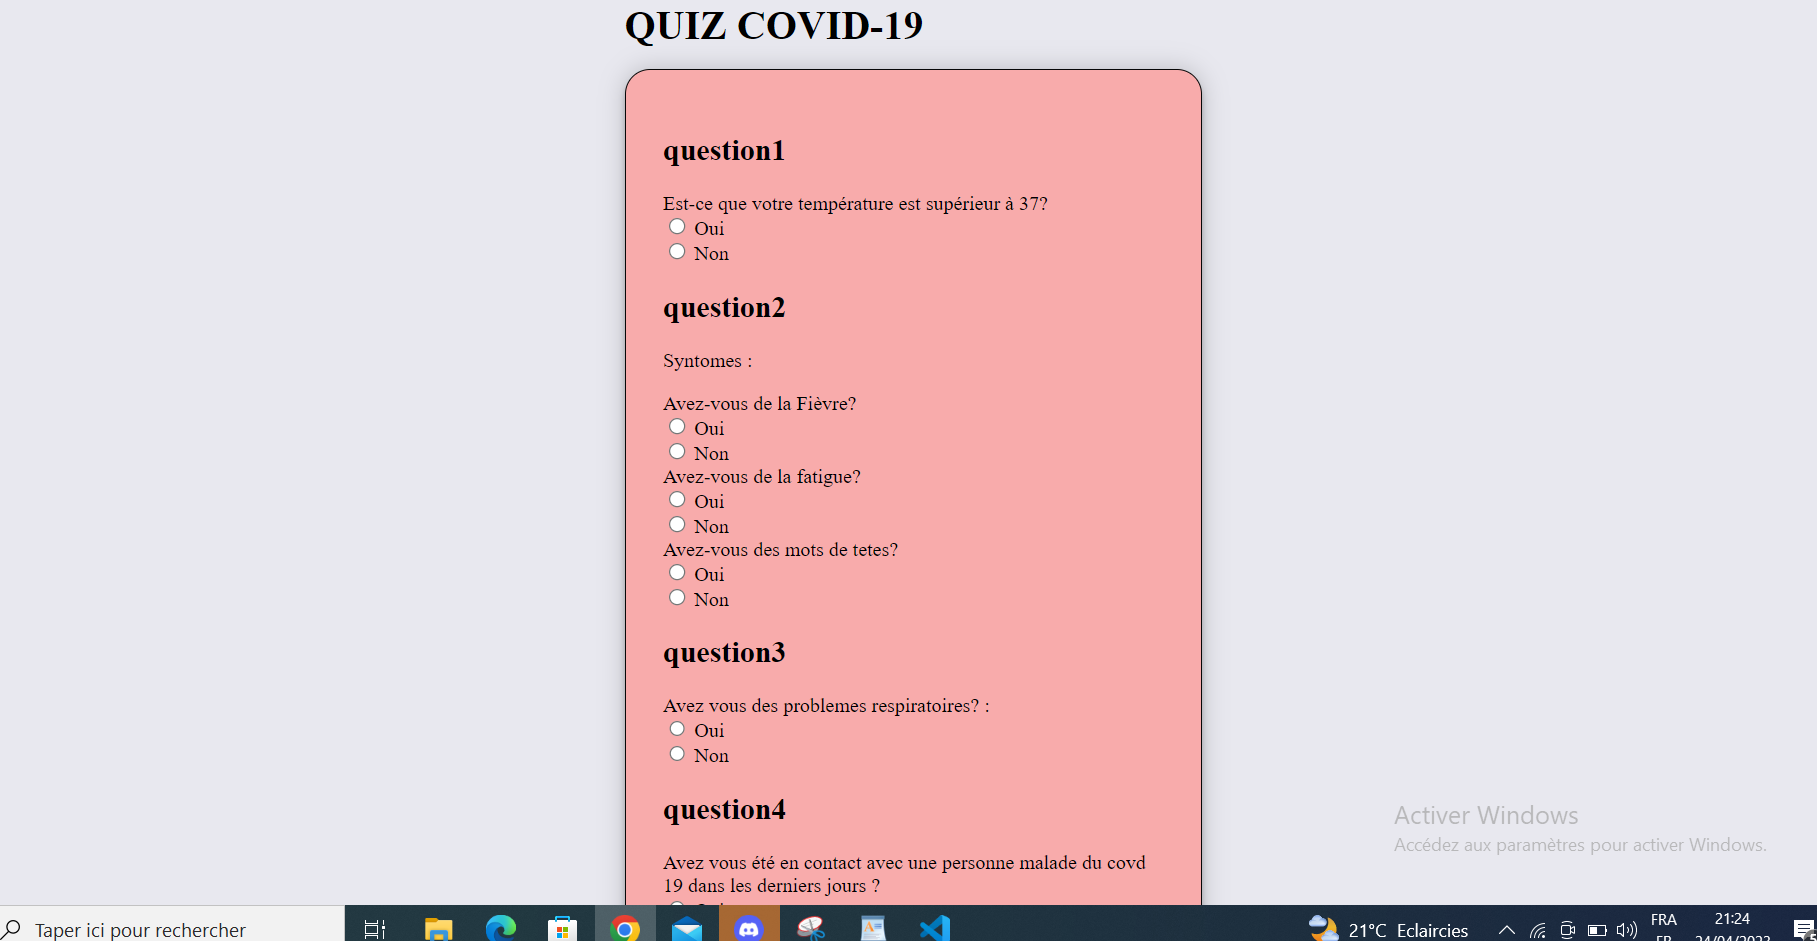 QUIZ COVID-19
question1
Est-ce que votre température est supérieur à 37?
Oui
Non
question2
Syntomes :
Avez-vous de la Fièvre?
Oui
Non
Avez-vous de la fatigue?
Oui
Non
Avez-vous des mots de tetes?
Oui
Non
question3
Avez vous des problemes respiratoires? :
Oui
Non
question4
Avez vous été en contact avec une personne malade du covd
19 dans les derniers jours ?
Activer Windows
Accédez aux paramètres pour activer Windows.
Taper ici pour rechercher
21°C Eclaircies
FRA
21:24